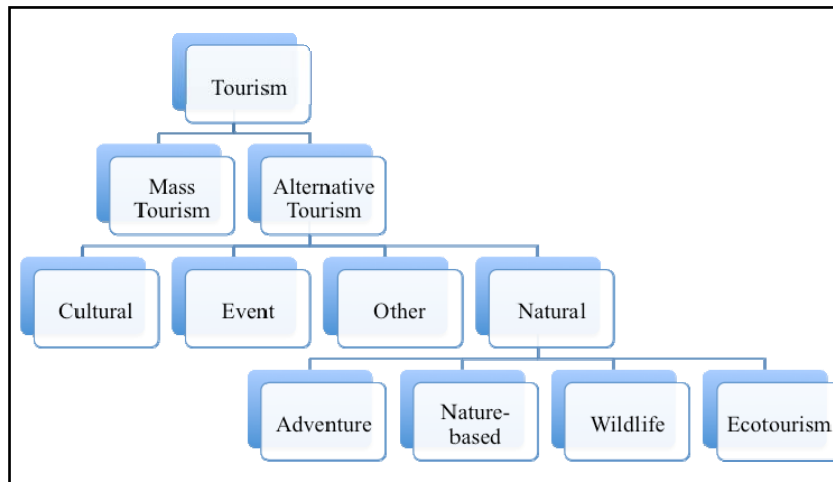 Tourism
Mass
Tourism
Alternative
Tourism
Cultural
Event
Other
Natural
Adventure
Nature-
based
Wildlife
Ecotourism